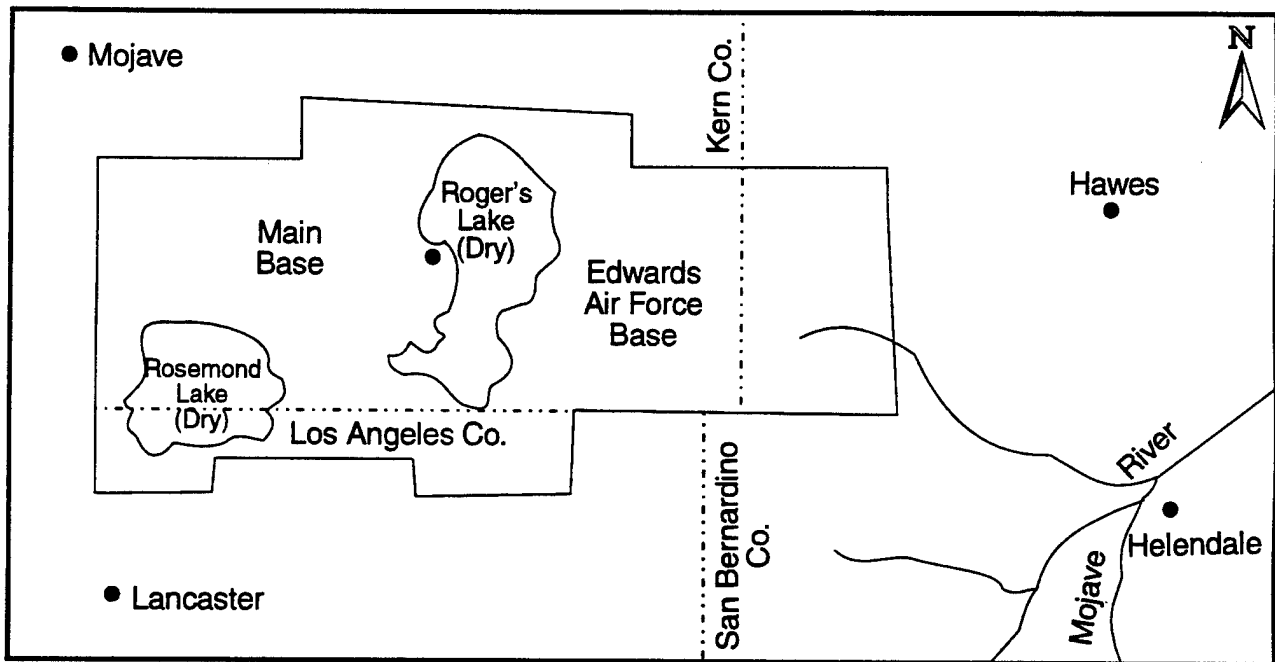 Mojave
N
Kern Co.
Hawes
Roger's
Lake
(Dry)
Main
Base
Edwards
Air Force
Base
Rosemond
Lake
(Dry)
Los Angeles Co.
River
San Bernardino
Co.
Helendale
Mojave
Lancaster